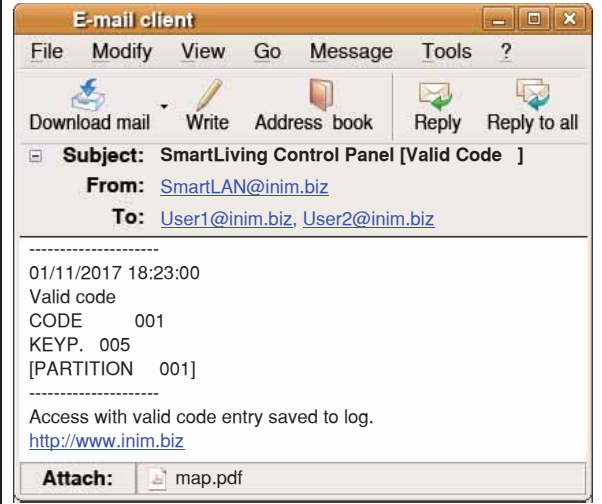 E-mail client
File Modify View Go Message Tools ?
Download mail Write Address book Reply Reply to all
Subject: SmartLiving Control Panel [Valid Code ]
From: SmartLAN@inim.biz
To: User1@inim.biz, User2@inim.biz
---------------------
01/11/2017 18:23:00
Valid code
CODE 001
KEYP. 005
[PARTITION 001]
---------------------
Access with valid code entry saved to log.
http://www.inim.biz
Attach: map.pdf